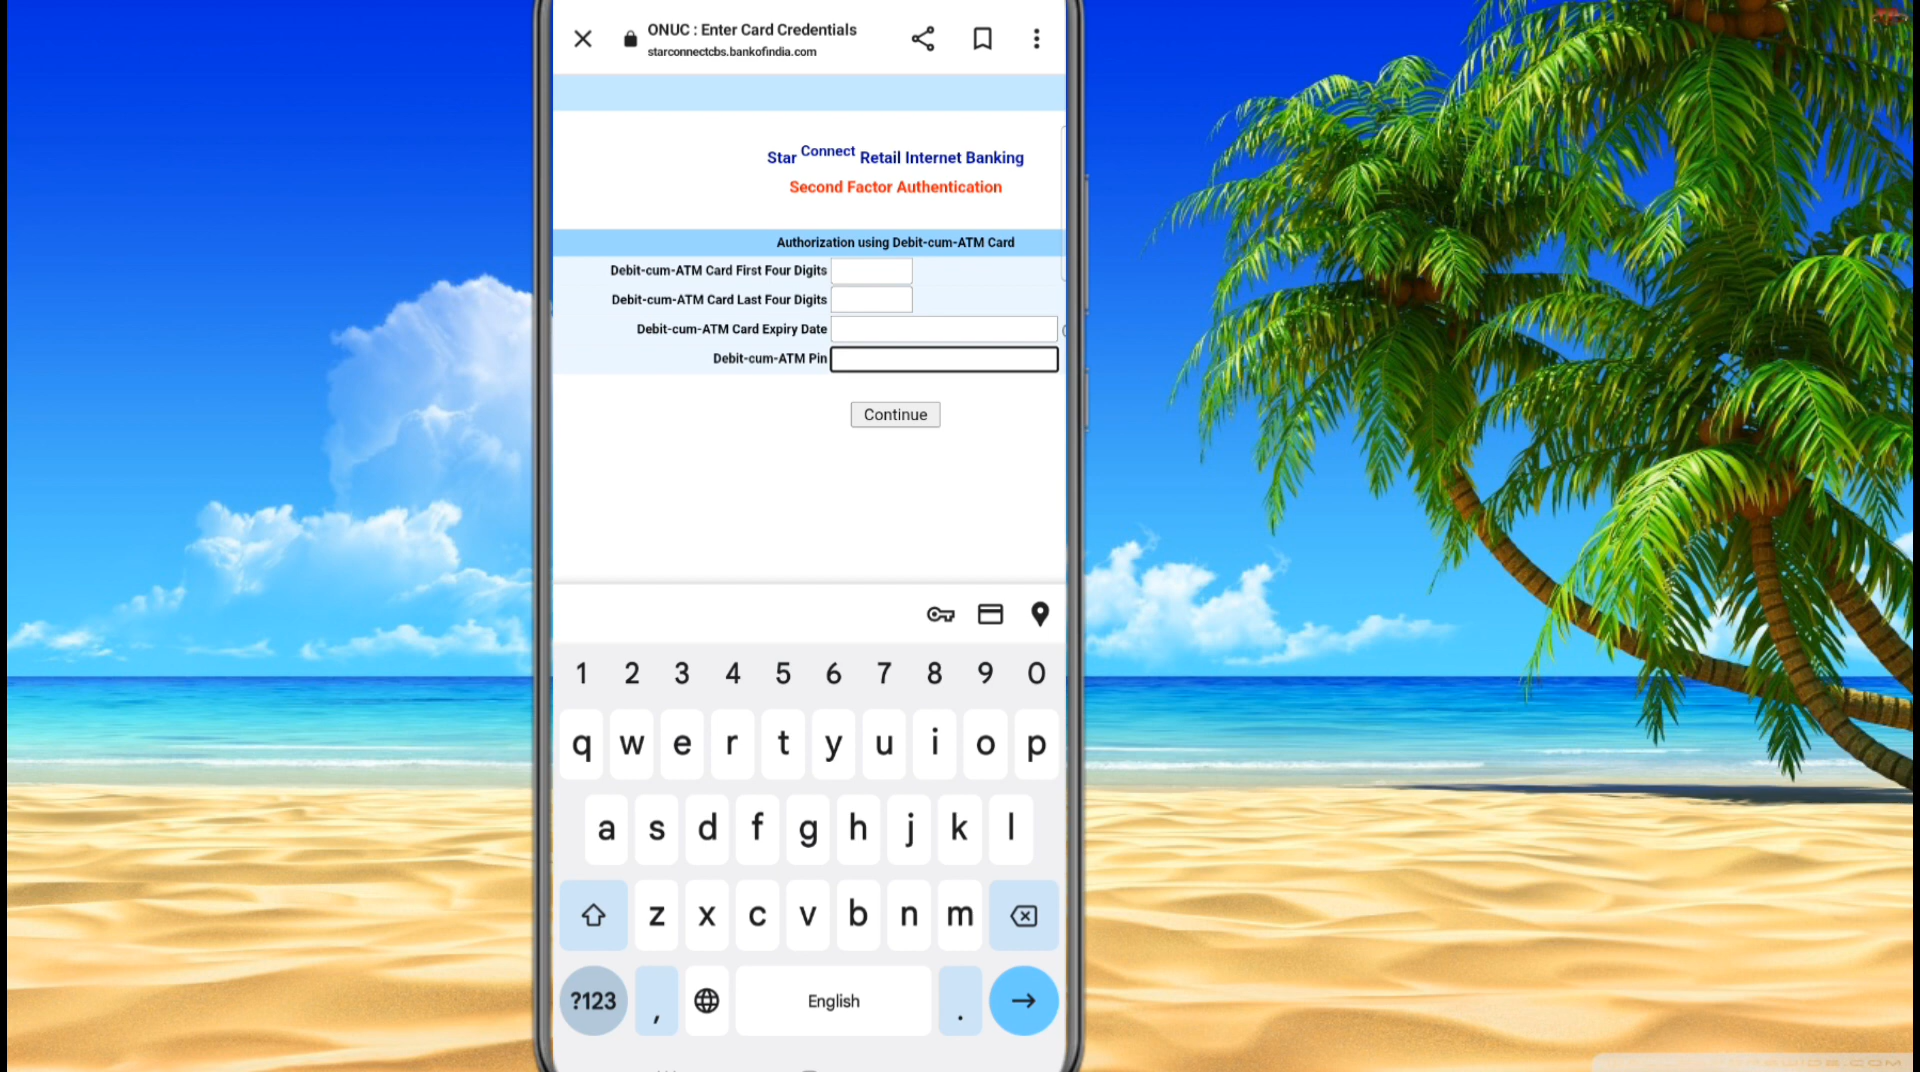 ONUC : Enter Card Credentials
starconnectcbs.bankofindia.com
Star Connect Retail Internet Banking
Second Factor Authentication
Authorization using Debit-cum-ATM Card
Debit-cum-ATM Card First Four Digits
Debit-cum-ATM Card Last Four Digits
Debit-cum-ATM Card Expiry Date
Debit-cum-ATM Pin
Continue
1 2 3 4 5 6 7 8 9 0
q w e r t y u i o p
a s d f g h j k l
z x c v b n m
?123 , English .